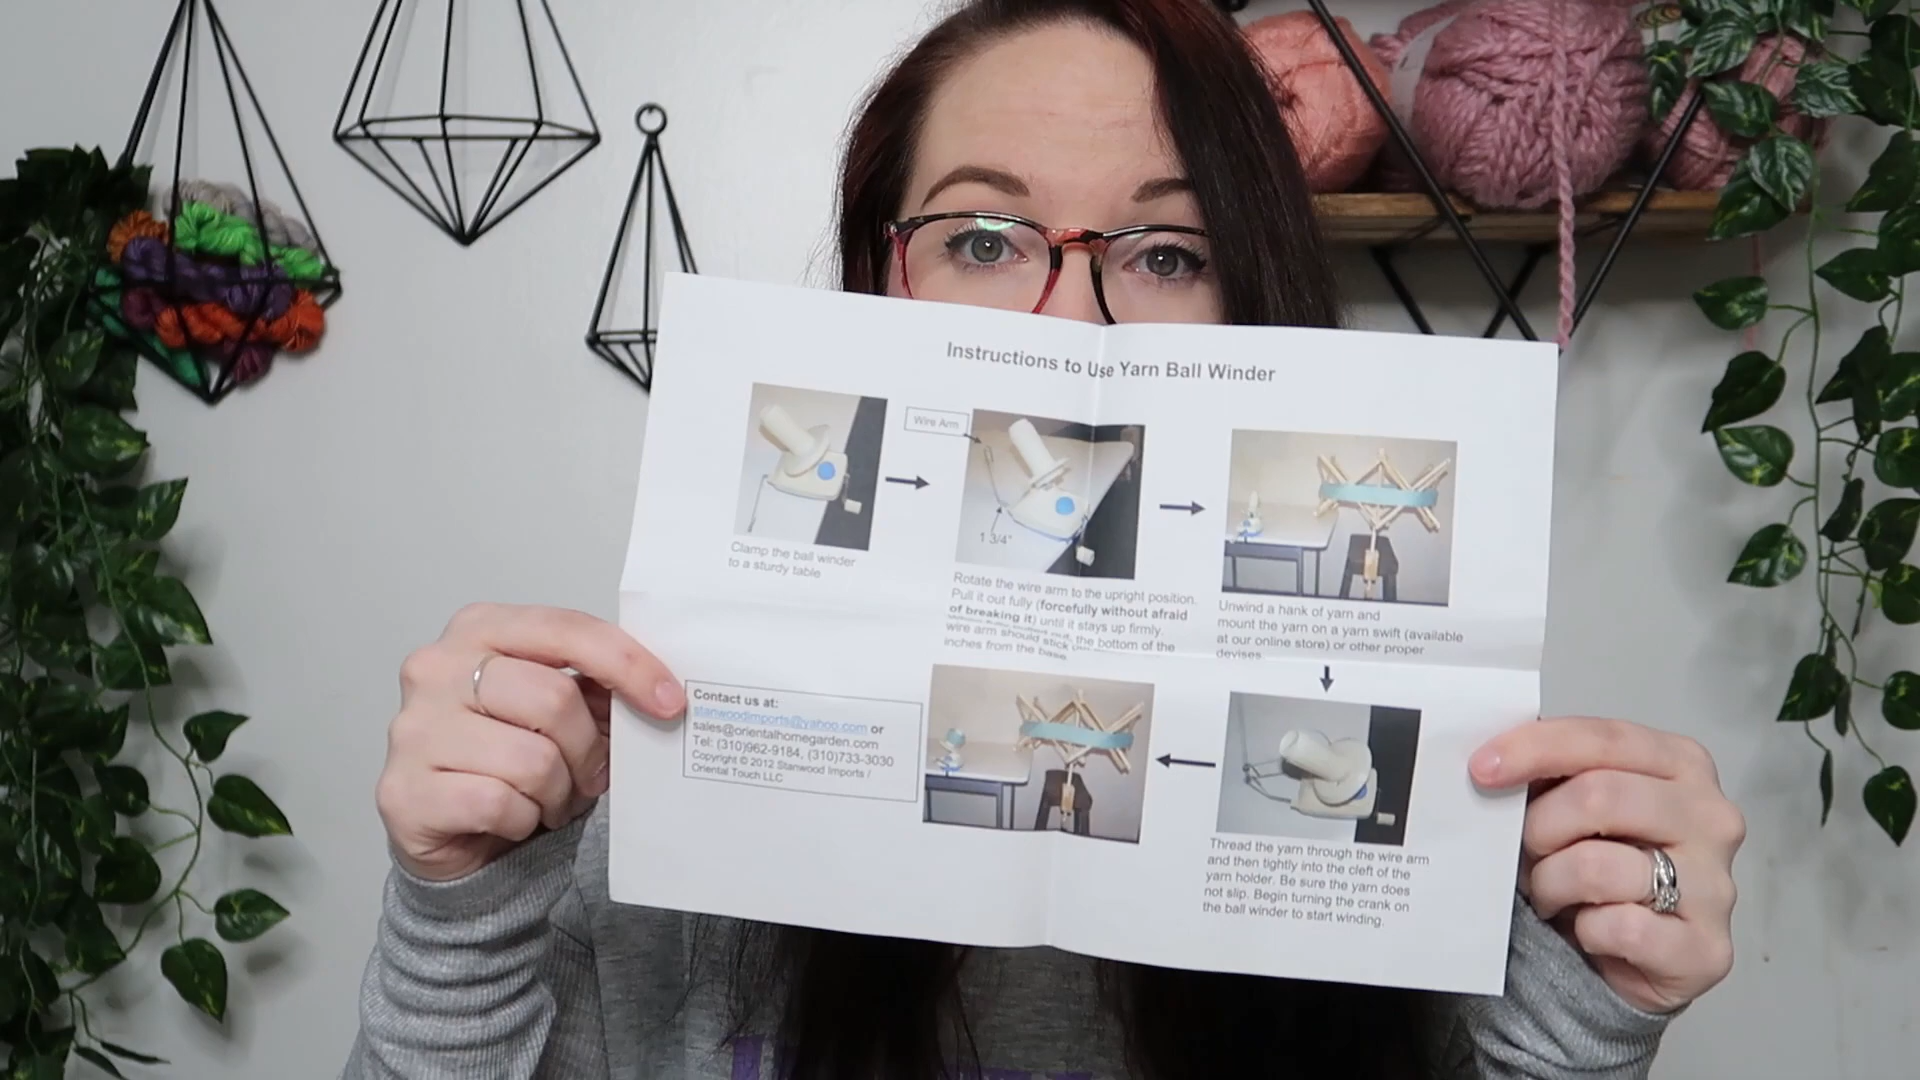 Instructions to Use Yarn Ball Winder
Clamp the ball winder
to a sturdy table
Wire Arm
1 3/4"
Rotate the wire arm to the upright position.
Pull it out fully (forcefully without afraid
of breaking it) until it stays up firmly.
the bottom of the
wire arm should stick
inches from the base.
Unwind a hank of yarn and
mount the yarn on a yarn swift (available
at our online store) or other proper
devises
Thread the yarn through the wire arm
and then tightly into the cleft of the
yarn holder. Be sure the yarn does
not slip. Begin turning the crank on
the ball winder to start winding.
Contact us at:
stanwoodimports@yahoo.com or
sales@orientalhomegarden.com
Tel: (310)962-9184, (310)733-3030
Copyright © 2012 Stanwood Imports /
Oriental Touch LLC